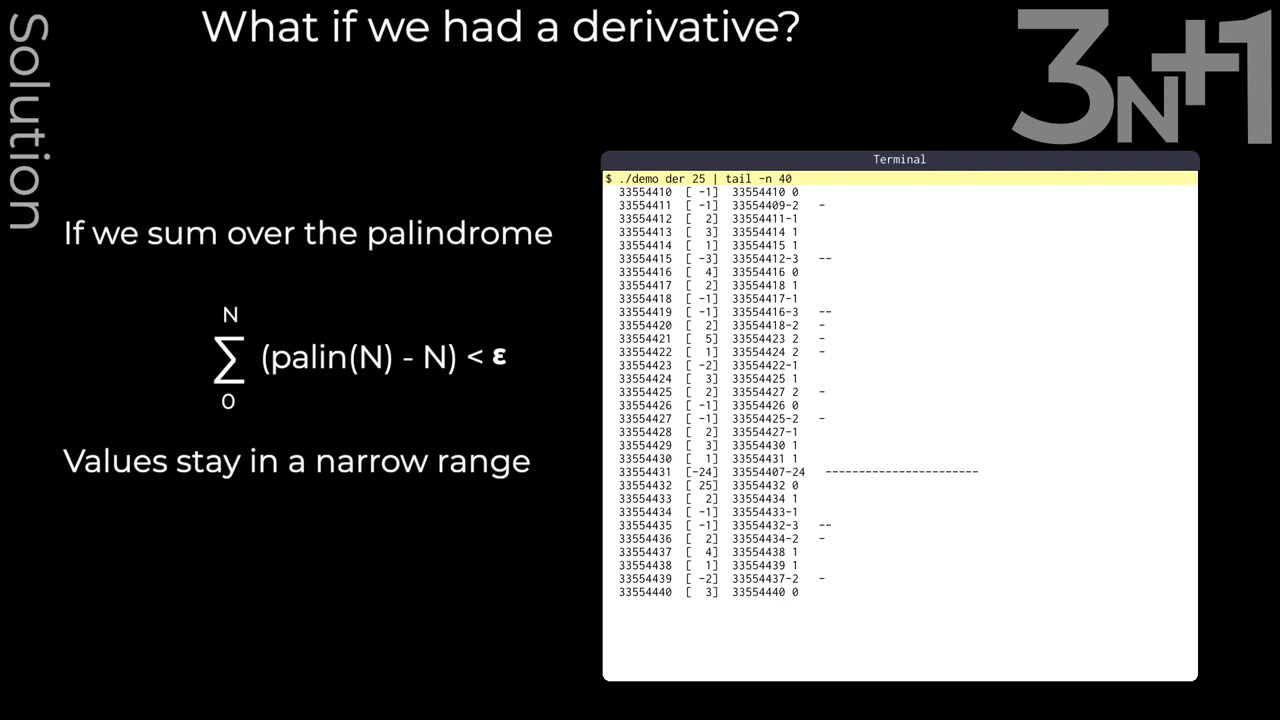 What if we had a derivative?
3N+1
Solution
If we sum over the palindrome
N
∑ (palin(N) - N) < ε
0
Values stay in a narrow range
Terminal
$ ./demo der 25 | tail -n 40
33554410 [ -1] 33554410 0
33554411 [ -1] 33554409-2 -
33554412 [ 2] 33554411-1
33554413 [ 3] 33554414 1
33554414 [ 1] 33554415 1
33554415 [ -3] 33554412-3 --
33554416 [ 4] 33554416 0
33554417 [ 2] 33554418 1
33554418 [ -1] 33554417-1
33554419 [ -1] 33554416-3 --
33554420 [ 2] 33554418-2 -
33554421 [ 5] 33554423 2 -
33554422 [ 1] 33554424 2 -
33554423 [ -2] 33554422-1
33554424 [ 3] 33554425 1
33554425 [ 2] 33554427 2 -
33554426 [ -1] 33554426 0
33554427 [ -1] 33554425-2 -
33554428 [ 2] 33554427-1
33554429 [ 3] 33554430 1
33554430 [ 1] 33554431 1
33554431 [-24] 33554407-24 -----------------------
33554432 [ 25] 33554432 0
33554433 [ 2] 33554434 1
33554434 [ -1] 33554433-1
33554435 [ -1] 33554432-3 --
33554436 [ 2] 33554434-2 -
33554437 [ 4] 33554438 1
33554438 [ 1] 33554439 1
33554439 [ -2] 33554437-2 -
33554440 [ 3] 33554440 0